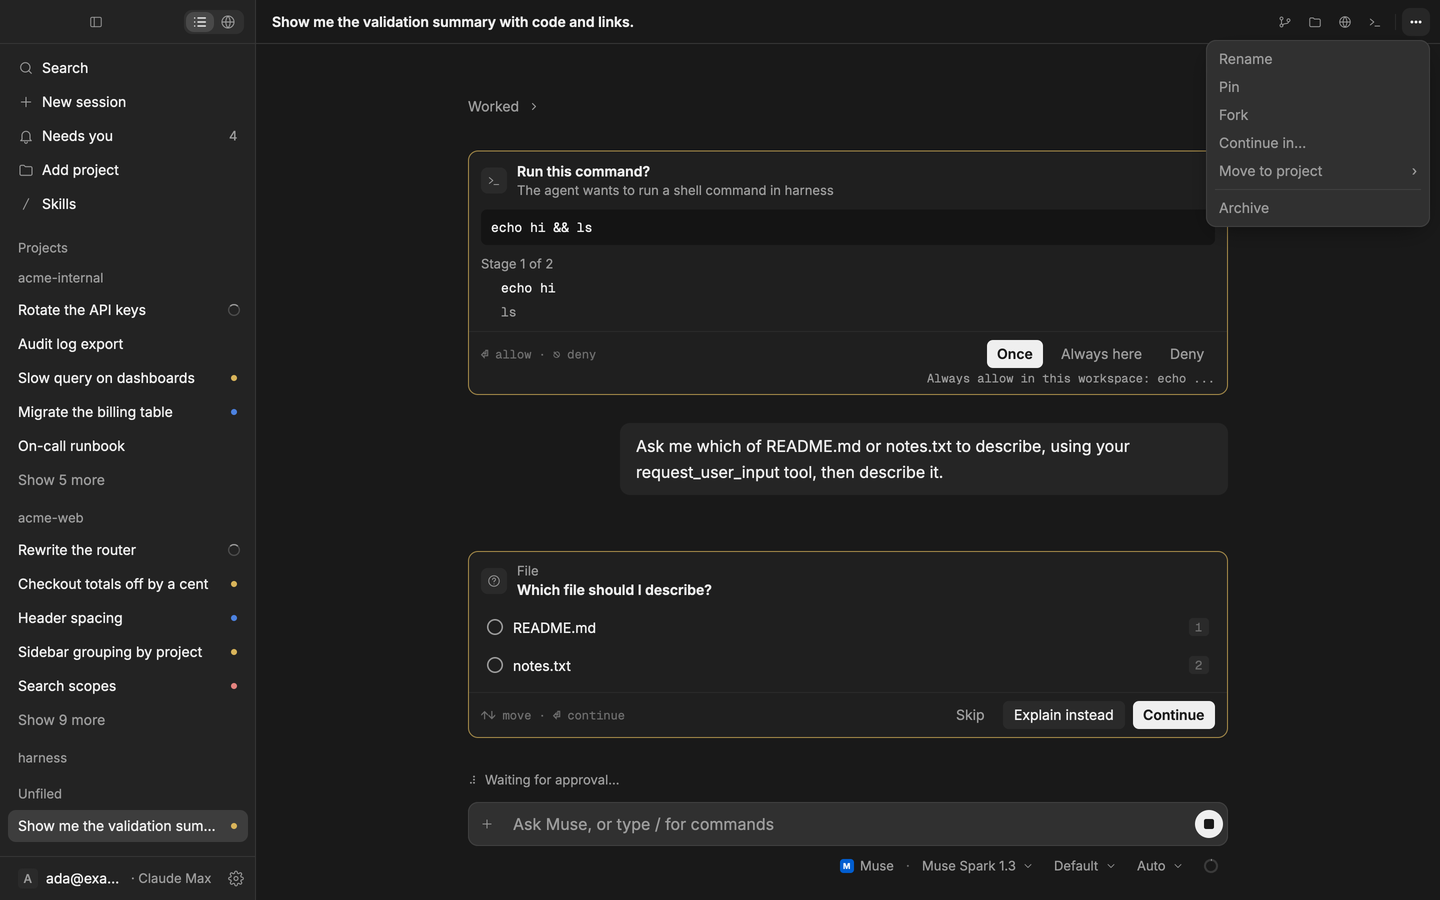 Show me the validation summary with code and links.
Search
New session
Needs you 4
Add project
Skills
Projects
acme-internal
Rotate the API keys
Audit log export
Slow query on dashboards
Migrate the billing table
On-call runbook
Show 5 more
acme-web
Rewrite the router
Checkout totals off by a cent
Header spacing
Sidebar grouping by project
Search scopes
Show 9 more
harness
Unfiled
Show me the validation sum...
A ada@exa... · Claude Max
Rename
Pin
Fork
Continue in...
Move to project
Archive
Worked
Run this command?
The agent wants to run a shell command in harness
echo hi && ls
Stage 1 of 2
echo hi
ls
allow · deny
Once Always here Deny
Always allow in this workspace: echo ...
Ask me which of README.md or notes.txt to describe, using your
request_user_input tool, then describe it.
File
Which file should I describe?
README.md 1
notes.txt 2
move · continue
Skip Explain instead Continue
Waiting for approval...
Ask Muse, or type / for commands
M Muse · Muse Spark 1.3 Default Auto